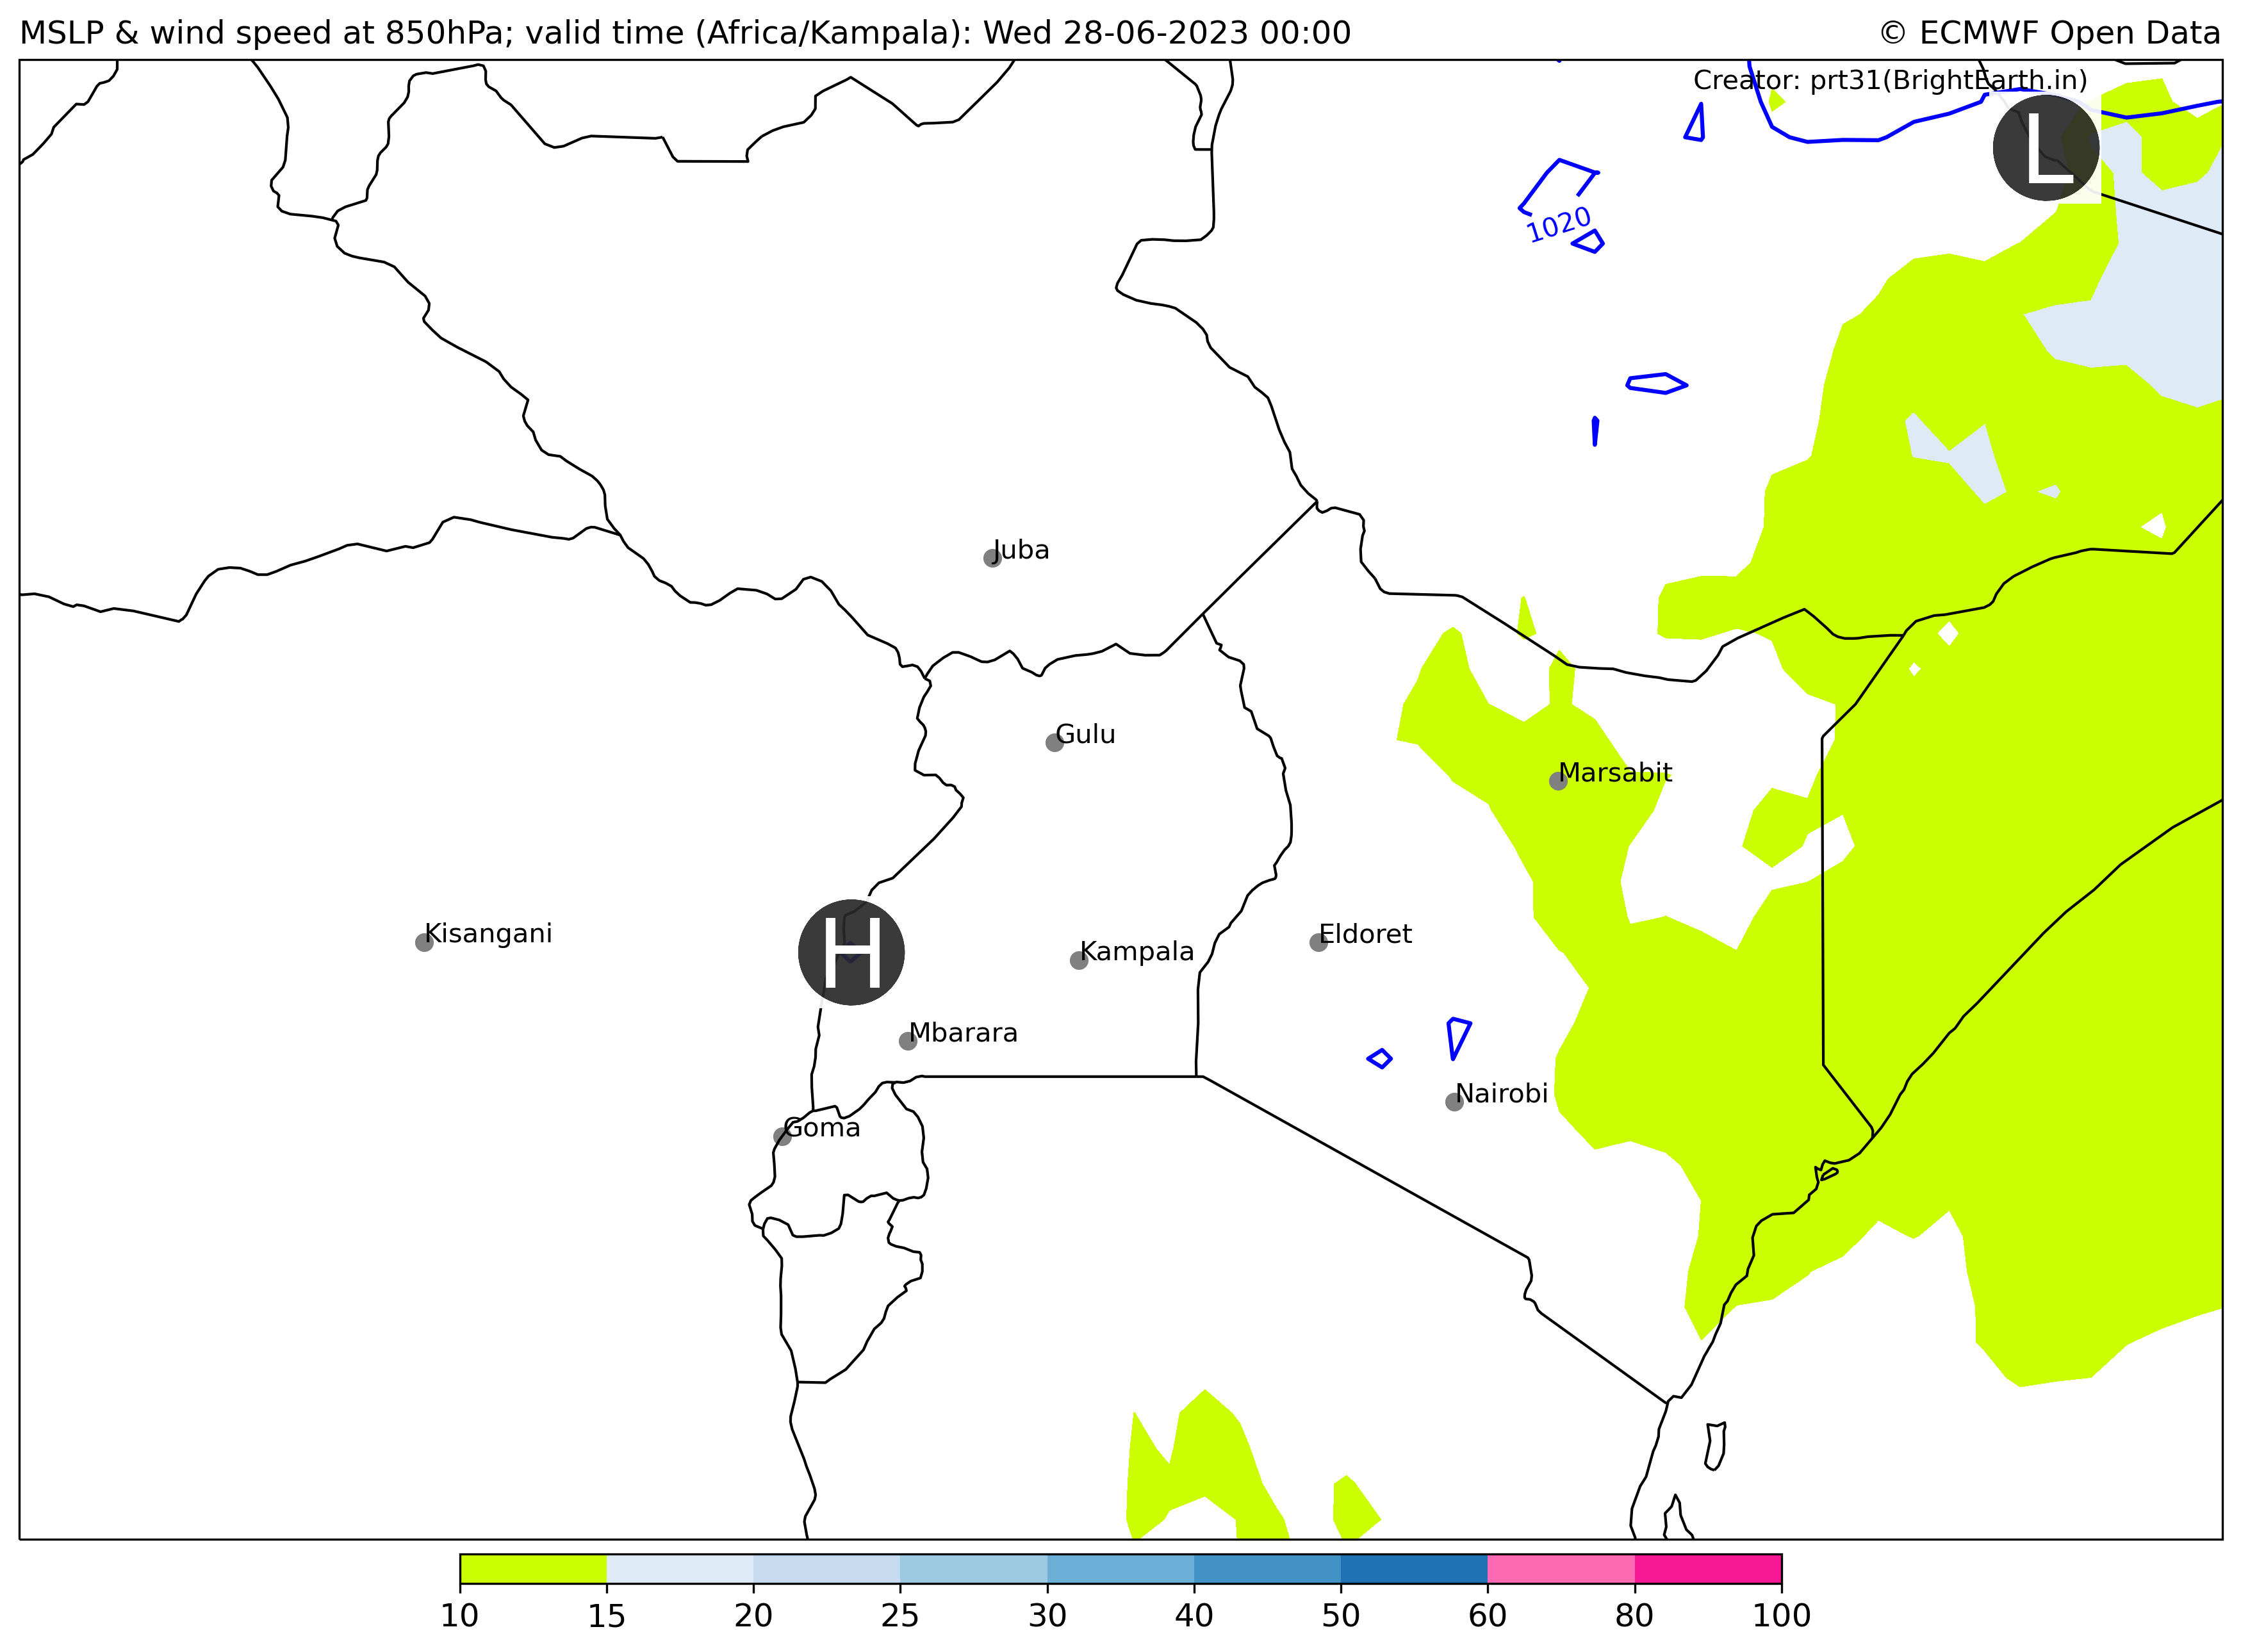 MSLP & wind speed at 850hPa; valid time (Africa/Kampala): Wed 28-06-2023 00:00
© ECMWF Open Data
Creator: prt31(BrightEarth.in)
L
1020
Juba
Gulu
Marsabit
Kisangani
H
Kampala
Eldoret
Mbarara
Nairobi
Goma
10 15 20 25 30 40 50 60 80 100